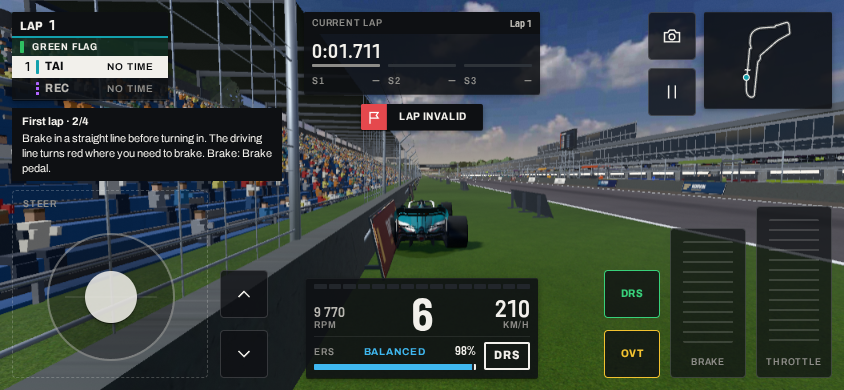 LAP 1
GREEN FLAG
1 TAI NO TIME
REC NO TIME
First lap · 2/4
Brake in a straight line before turning in. The driving
line turns red where you need to brake. Brake: Brake
pedal.
STEER
CURRENT LAP Lap 1
0:01.711
S1 – S2 – S3 –
LAP INVALID
9 770
RPM
6
210
KM/H
ERS BALANCED 98% DRS
DRS
OVT
BRAKE
THROTTLE